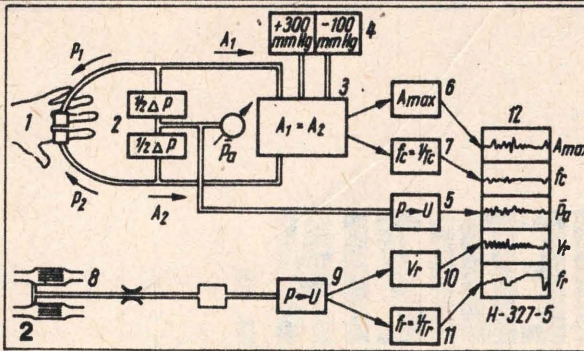 +300 mmHg
-100 mmHg
4
P₁
A₁
3
6
½ΔP
1
2
½ΔP
P̄a
A₁ = A₂
Amax
12
Amax
fc = 1/Tc
7
fc
P₂
A₂
P↔U
5
P̄a
8
9
Vr
10
Vr
P↔U
fr = 1/Tr
11
fr
2
H-327-5